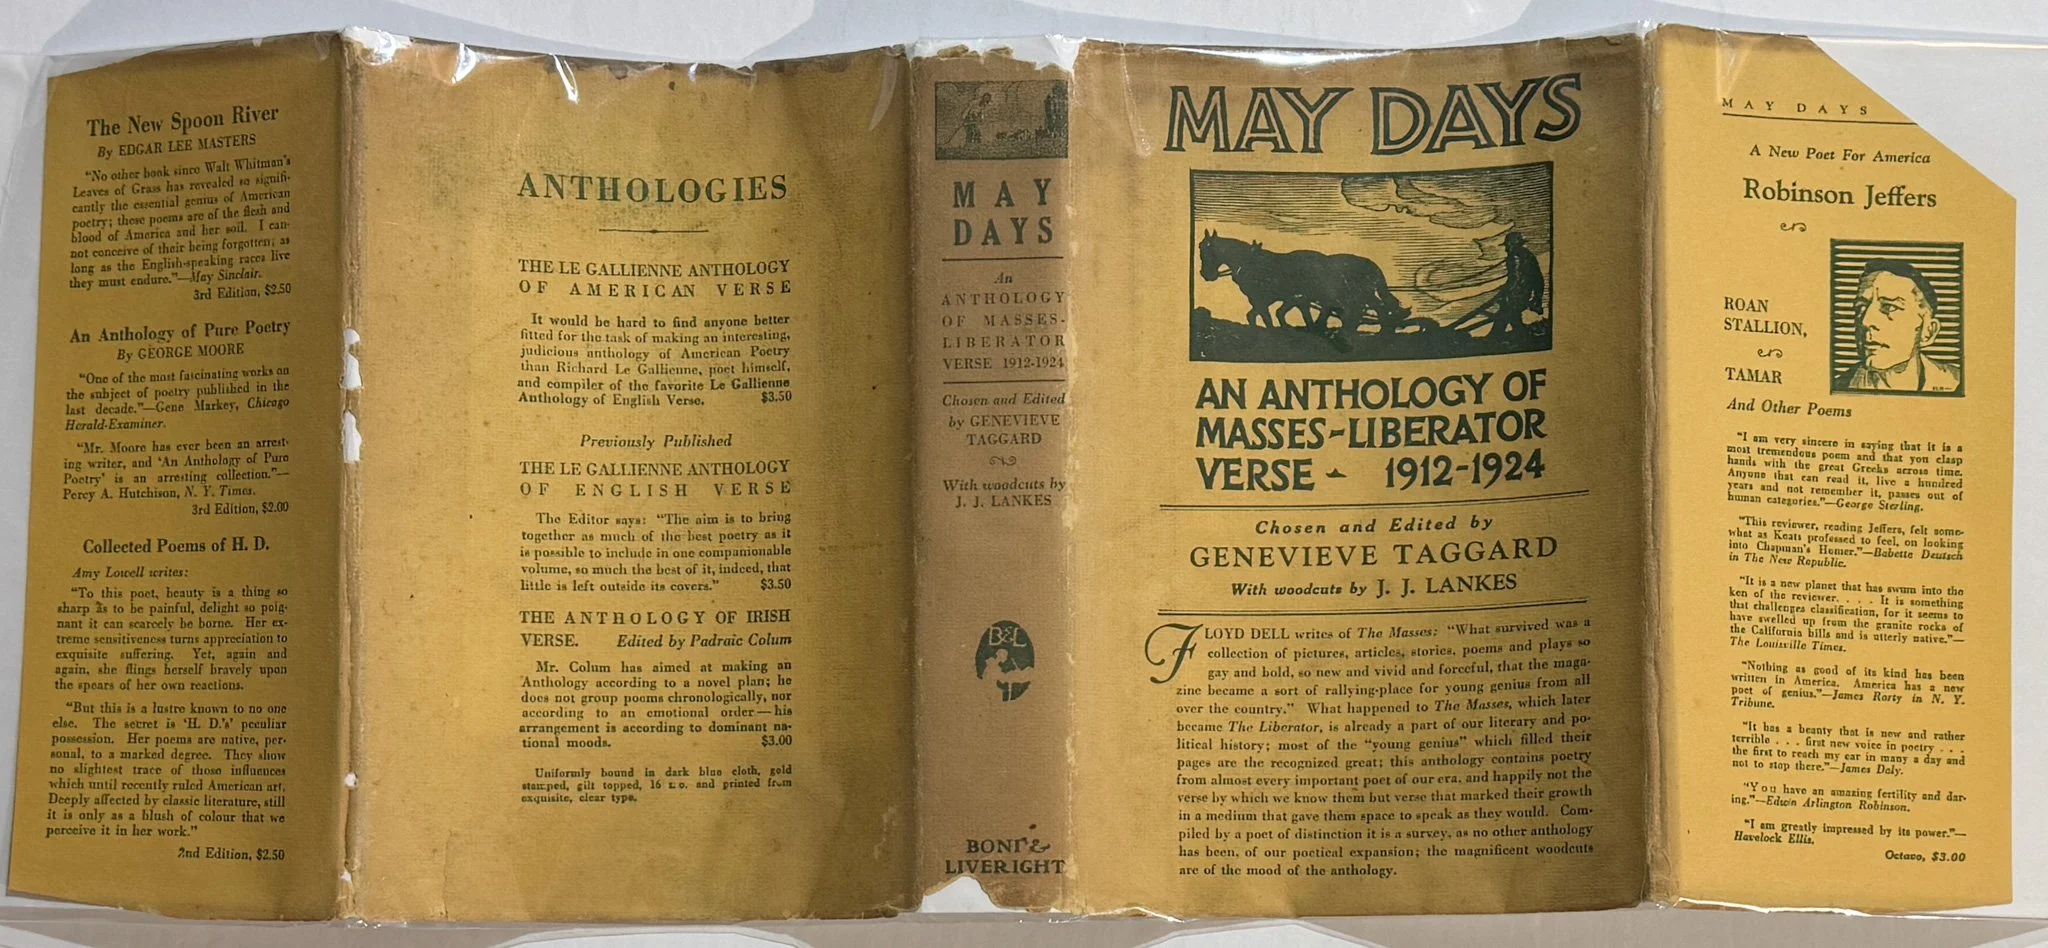 The New Spoon River
By EDGAR LEE MASTERS
"No other book since Walt Whitman's
Leaves of Grass has revealed so signifi-
cantly the essential genius of American
poetry; these poems are of the flesh and
blood of America and her soil. I can-
not conceive of their being forgotten; as
long as the English-speaking races live
they must endure."—May Sinclair.
3rd Edition, $2.50
An Anthology of Pure Poetry
By GEORGE MOORE
"One of the most fascinating works on
the subject of poetry published in the
last decade."—Gene Markey, Chicago
Herald-Examiner.
"Mr. Moore has ever been an arrest-
ing writer, and 'An Anthology of Pure
Poetry' is an arresting collection."—
Percy A. Hutchison, N. Y. Times.
3rd Edition, $2.00
Collected Poems of H. D.
Amy Lowell writes:
"To this poet, beauty is a thing so
sharp as to be painful, delight so poig-
nant it can scarcely be borne. Her ex-
treme sensitiveness turns appreciation to
exquisite suffering. Yet, again and
again, she flings herself bravely upon
the spears of her own reactions.
"But this is a lustre known to no one
else. The secret is 'H. D.'s' peculiar
possession. Her poems are native, per-
sonal, to a marked degree. They show
no slightest trace of those influences
which until recently ruled American art.
Deeply affected by classic literature, still
it is only as a blush of colour that we
perceive it in her work."
2nd Edition, $2.50
ANTHOLOGIES
THE LE GALLIENNE ANTHOLOGY
OF AMERICAN VERSE
It would be hard to find anyone better
fitted for the task of making an interesting,
judicious anthology of American Poetry
than Richard Le Gallienne, poet himself,
and compiler of the favorite Le Gallienne
Anthology of English Verse. $3.50
Previously Published
THE LE GALLIENNE ANTHOLOGY
OF ENGLISH VERSE
The Editor says: "The aim is to bring
together as much of the best poetry as it
is possible to include in one companionable
volume, so much the best of it, indeed, that
little is left outside its covers." $3.50
THE ANTHOLOGY OF IRISH
VERSE. Edited by Padraic Colum
Mr. Colum has aimed at making an
Anthology according to a novel plan; he
does not group poems chronologically, nor
according to an emotional order—his
arrangement is according to dominant na-
tional moods. $3.00
Uniformly bound in dark blue cloth, gold
stamped, gilt topped, 16 mo. and printed from
exquisite, clear type.
MAY
DAYS
An
ANTHOLOGY
OF MASSES-
LIBERATOR
VERSE 1912-1924
Chosen and Edited
by GENEVIEVE
TAGGARD
With woodcuts by
J. J. LANKES
B&L
BONI &
LIVERIGHT
MAY DAYS
AN ANTHOLOGY OF
MASSES-LIBERATOR
VERSE - 1912-1924
Chosen and Edited by
GENEVIEVE TAGGARD
With woodcuts by J. J. LANKES
FLOYD DELL writes of The Masses: "What survived was a
collection of pictures, articles, stories, poems and plays so
gay and bold, so new and vivid and forceful, that the maga-
zine became a sort of rallying-place for young genius from all
over the country." What happened to The Masses, which later
became The Liberator, is already a part of our literary and po-
litical history; most of the "young genius" which filled their
pages are the recognized great; this anthology contains poetry
from almost every important poet of our era, and happily not the
verse by which we know them but verse that marked their growth
in a medium that gave them space to speak as they would. Com-
piled by a poet of distinction it is a survey, as no other anthology
has been, of our poetical expansion; the magnificent woodcuts
are of the mood of the anthology.
MAY DAYS
A New Poet For America
Robinson Jeffers
ROAN
STALLION,
TAMAR
And Other Poems
"I am very sincere in saying that it is a
most tremendous poem and that you clasp
hands with the great Greeks across time.
Anyone that can read it, live a hundred
years and not remember it, passes out of
human categories."—George Sterling.
"This reviewer, reading Jeffers, felt some-
what as Keats professed to feel, on looking
into Chapman's Homer."—Babette Deutsch
in The New Republic.
"It is a new planet that has swum into the
ken of the reviewer. . . . It is something
that challenges classification, for it seems to
have swelled up from the granite rocks of
the California hills and is utterly native."—
The Louisville Times.
"Nothing as good of its kind has been
written in America. America has a new
poet of genius."—James Rorty in N. Y.
Tribune.
"It has a beauty that is new and rather
terrible . . . first new voice in poetry . . .
the first to reach my ear in many a day and
not to stop there."—James Daly.
"You have an amazing fertility and dar-
ing."—Edwin Arlington Robinson.
"I am greatly impressed by its power."—
Havelock Ellis.
Octavo, $3.00